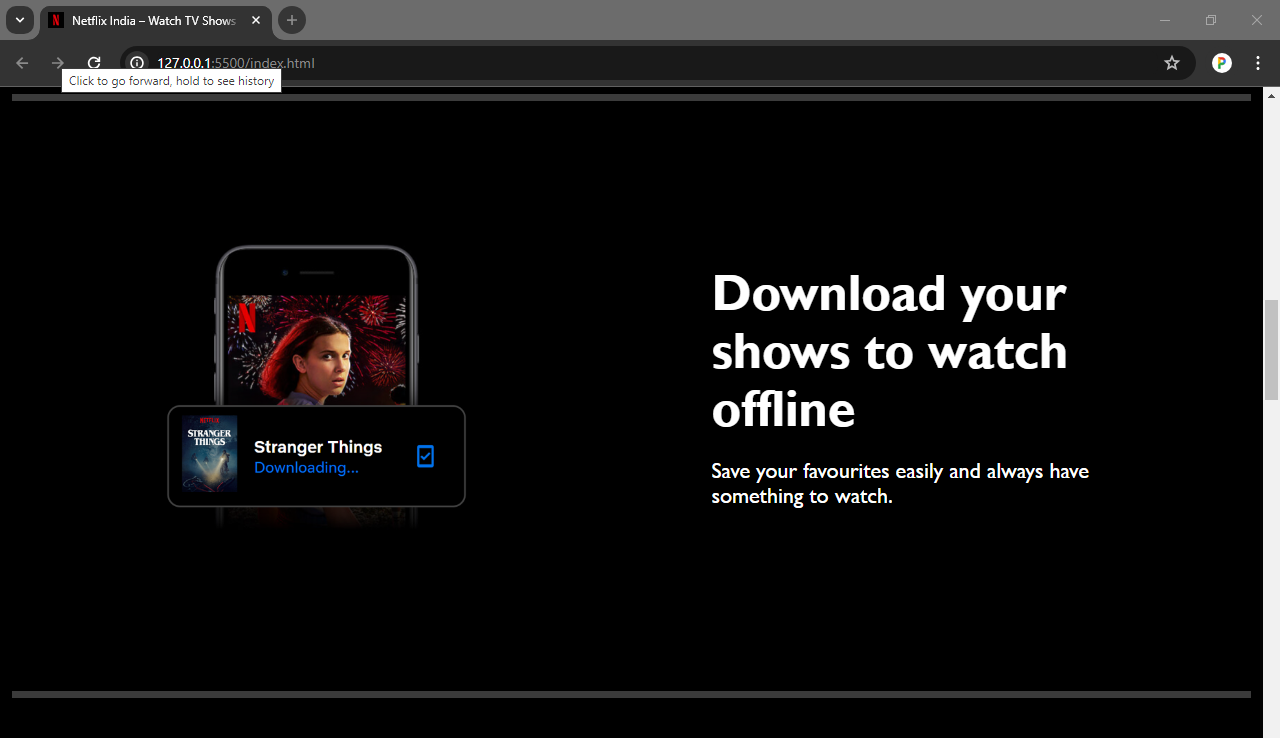 Netflix India – Watch TV Shows
127.0.0.1:5500/index.html
Click to go forward, hold to see history
N
Download your
shows to watch
offline
NETFLIX
STRANGER
THINGS
Stranger Things
Downloading...
Save your favourites easily and always have
something to watch.